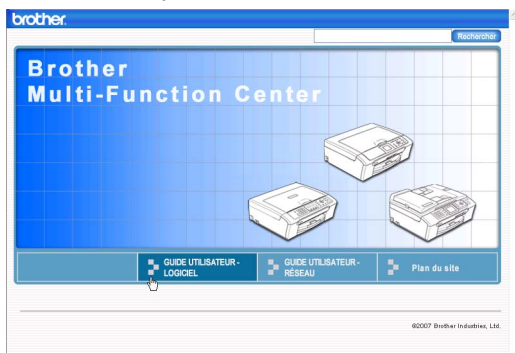 brother.
Rechercher
Brother
Multi-Function Center
GUIDE UTILISATEUR -
LOGICIEL
GUIDE UTILISATEUR -
RÉSEAU
Plan du site
©2007 Brother Industries, Ltd.